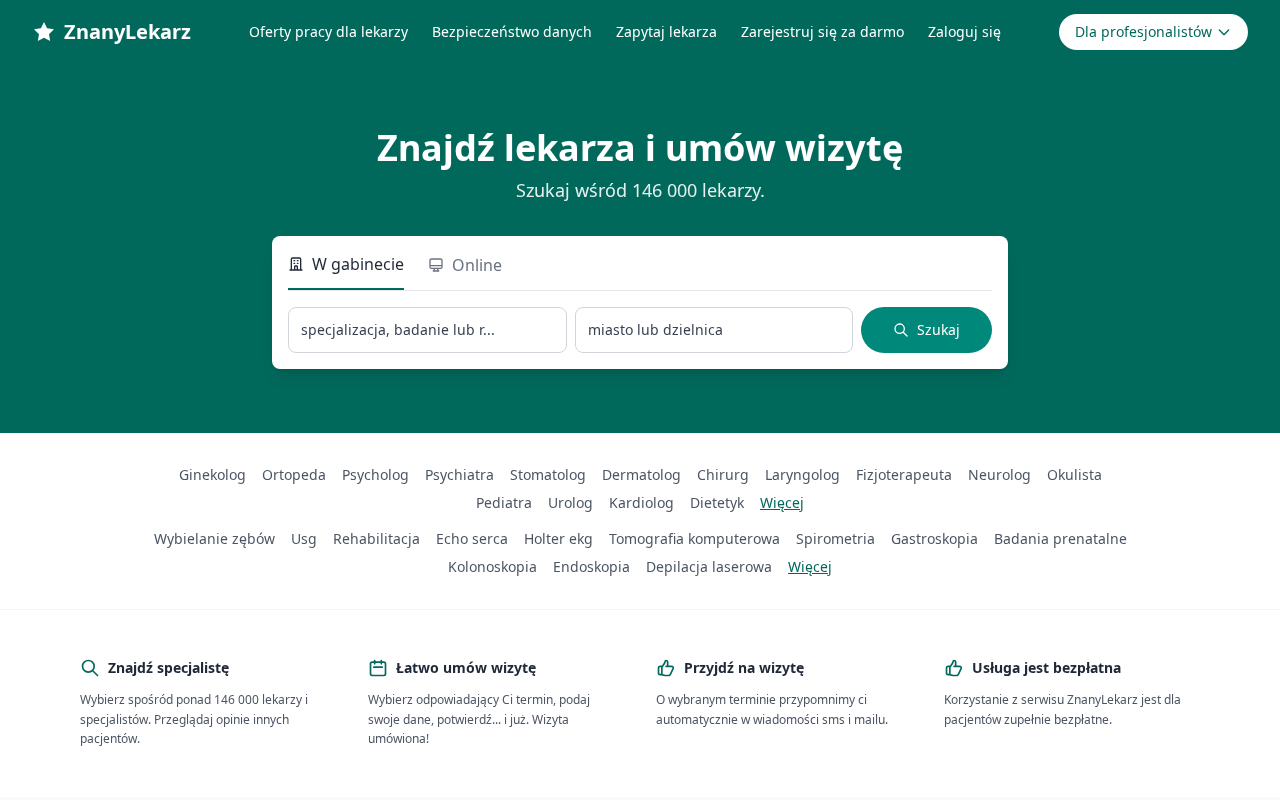 ZnanyLekarz
Oferty pracy dla lekarzy
Bezpieczeństwo danych
Zapytaj lekarza
Zarejestruj się za darmo
Zaloguj się
Dla profesjonalistów
Znajdź lekarza i umów wizytę
Szukaj wśród 146 000 lekarzy.
W gabinecie
Online
specjalizacja, badanie lub r...
miasto lub dzielnica
Szukaj
Ginekolog Ortopeda Psycholog Psychiatra Stomatolog Dermatolog Chirurg Laryngolog Fizjoterapeuta Neurolog Okulista
Pediatra Urolog Kardiolog Dietetyk Więcej
Wybielanie zębów Usg Rehabilitacja Echo serca Holter ekg Tomografia komputerowa Spirometria Gastroskopia Badania prenatalne
Kolonoskopia Endoskopia Depilacja laserowa Więcej
Znajdź specjalistę
Wybierz spośród ponad 146 000 lekarzy i
specjalistów. Przeglądaj opinie innych
pacjentów.
Łatwo umów wizytę
Wybierz odpowiadający Ci termin, podaj
swoje dane, potwierdź... i już. Wizyta
umówiona!
Przyjdź na wizytę
O wybranym terminie przypomnimy ci
automatycznie w wiadomości sms i mailu.
Usługa jest bezpłatna
Korzystanie z serwisu ZnanyLekarz jest dla
pacjentów zupełnie bezpłatne.